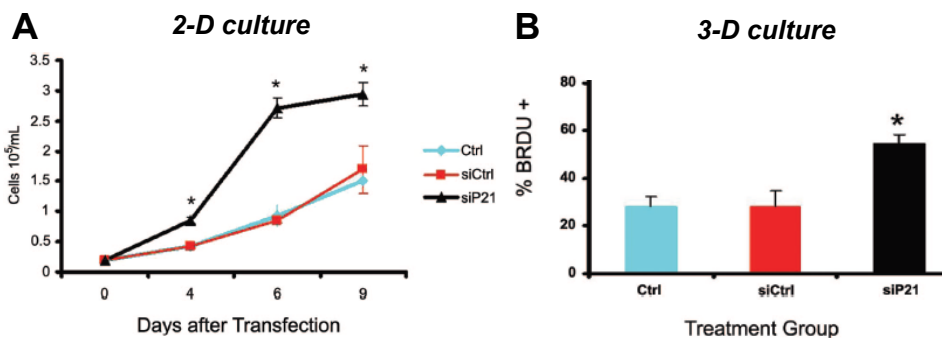 A
2-D culture
Cells 10⁵/mL
4
3.5
3
2.5
2
1.5
1
0.5
0
*
*
*
0 4 6 9
Days after Transfection
Ctrl
siCtrl
siP21
B
3-D culture
% BRDU +
80
60
40
20
0
*
Ctrl siCtrl siP21
Treatment Group